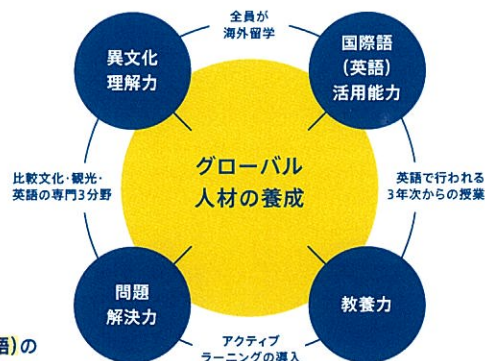 全員が
海外留学
異文化
理解力
国際語
(英語)
活用能力
比較文化・観光・
英語の専門3分野
グローバル
人材の養成
英語で行われる
3年次からの授業
問題
解決力
教養力
アクティブ
ラーニングの導入
語)の